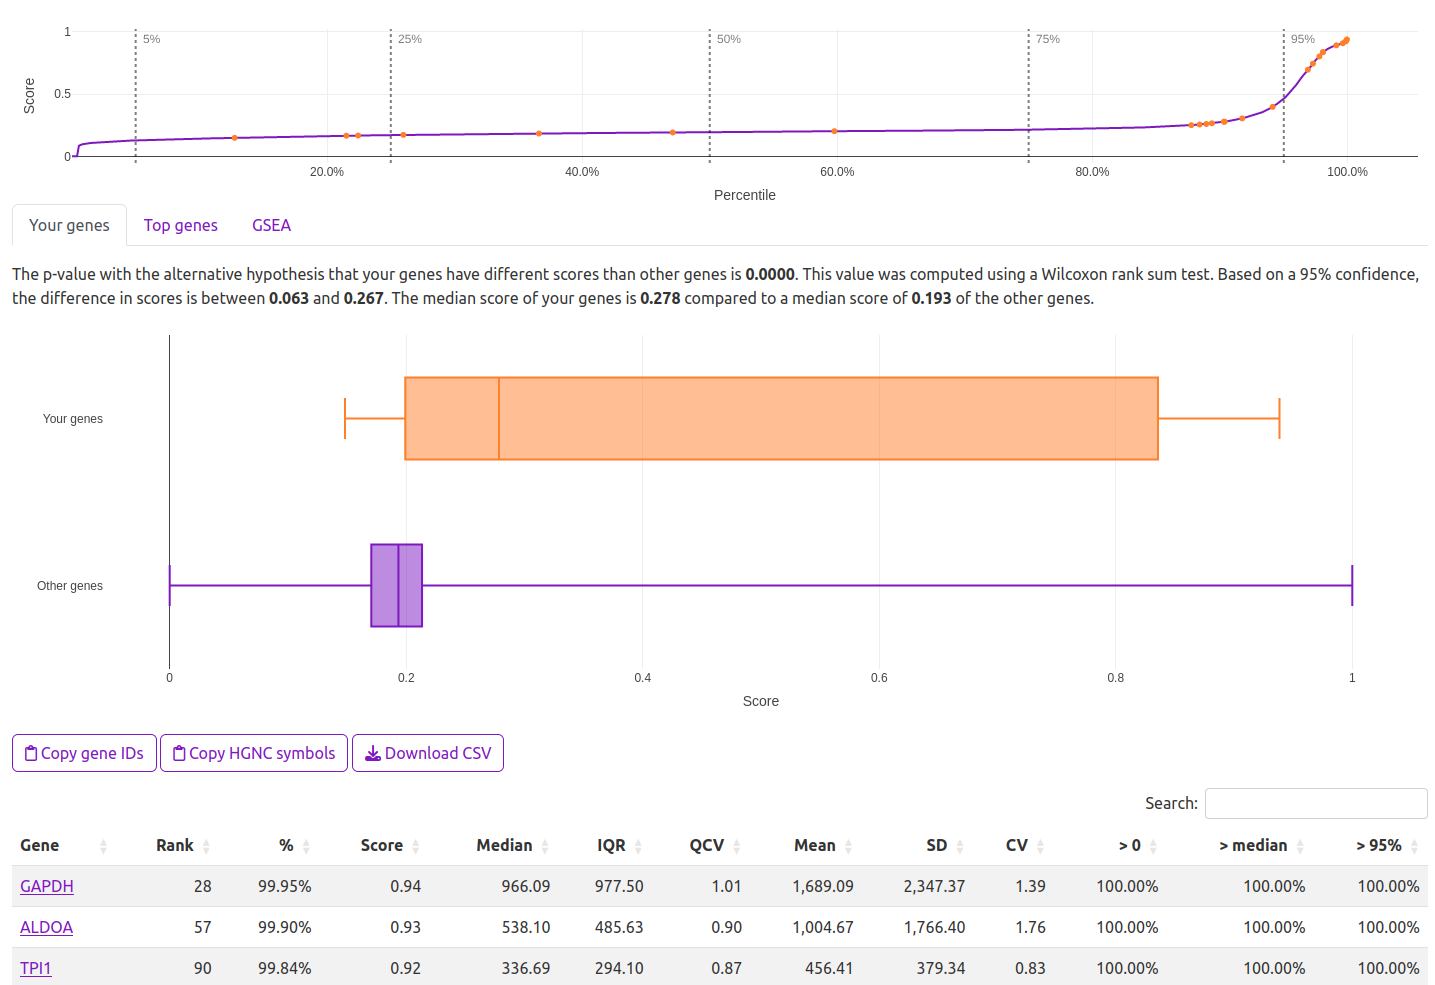 1
5%
25%
50%
75%
95%
Score
0.5
0
20.0%
40.0%
60.0%
80.0%
100.0%
Percentile
Your genes
Top genes
GSEA
The p-value with the alternative hypothesis that your genes have different scores than other genes is 0.0000. This value was computed using a Wilcoxon rank sum test. Based on a 95% confidence,
the difference in scores is between 0.063 and 0.267. The median score of your genes is 0.278 compared to a median score of 0.193 of the other genes.
Your genes
Other genes
0
0.2
0.4
0.6
0.8
1
Score
Copy gene IDs
Copy HGNC symbols
Download CSV
Search:
Gene Rank % Score Median IQR QCV Mean SD CV > 0 > median > 95%
GAPDH 28 99.95% 0.94 966.09 977.50 1.01 1,689.09 2,347.37 1.39 100.00% 100.00% 100.00%
ALDOA 57 99.90% 0.93 538.10 485.63 0.90 1,004.67 1,766.40 1.76 100.00% 100.00% 100.00%
TPI1 90 99.84% 0.92 336.69 294.10 0.87 456.41 379.34 0.83 100.00% 100.00% 100.00%